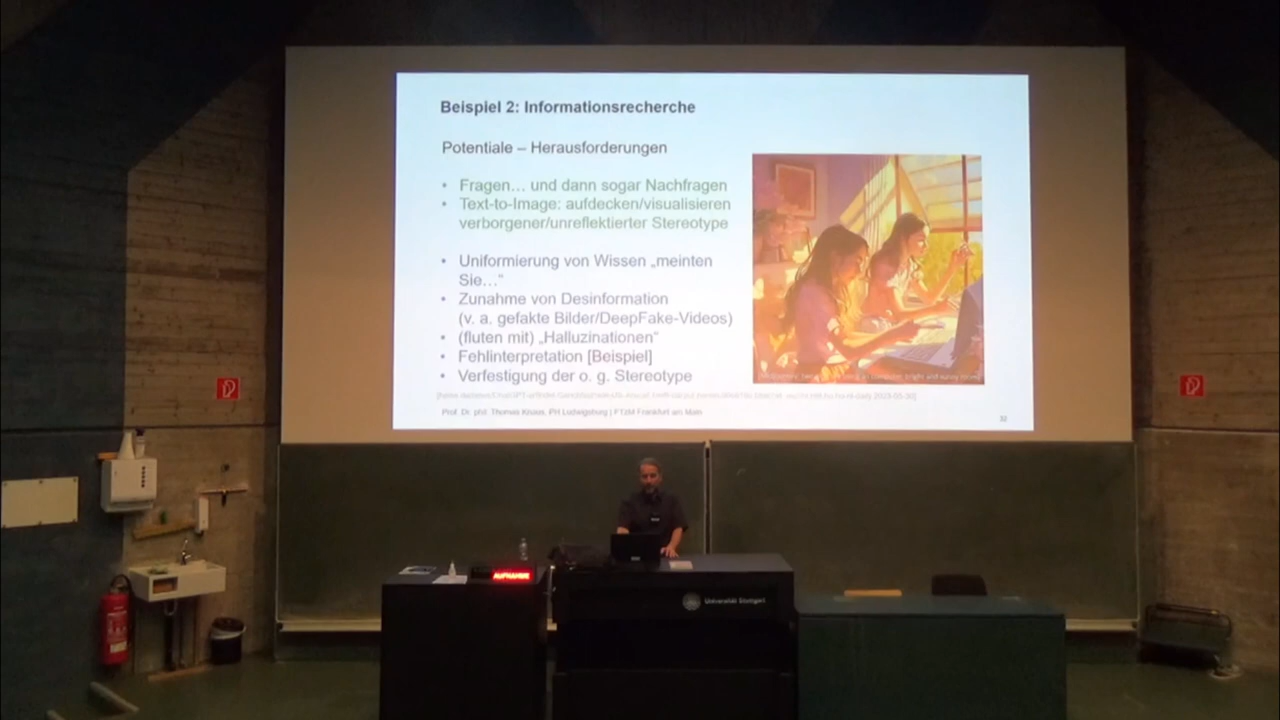 Beispiel 2: Informationsrecherche
Potentiale – Herausforderungen
• Fragen… und dann sogar Nachfragen
• Text-to-Image: aufdecken/visualisieren
verborgener/unreflektierter Stereotype
• Uniformierung von Wissen „meinten
Sie…“
• Zunahme von Desinformation
(v. a. gefakte Bilder/DeepFake-Videos)
• (fluten mit) „Halluzinationen“
• Fehlinterpretation [Beispiel]
• Verfestigung der o. g. Stereotype
Prof. Dr. phil. Thomas Knaus, PH Ludwigsburg | FTzM Frankfurt am Main
32
AUFNAHME
Universität Stuttgart